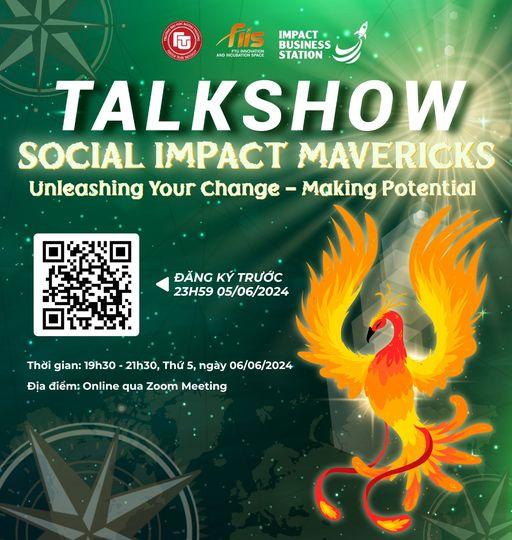 FTU
fiis
FTU INNOVATION
AND INCUBATION SPACE
IMPACT
BUSINESS
STATION
TALKSHOW
SOCIAL IMPACT MAVERICKS
Unleashing Your Change – Making Potential
ĐĂNG KÝ TRƯỚC
23H59 05/06/2024
Thời gian: 19h30 - 21h30, Thứ 5, ngày 06/06/2024
Địa điểm: Online qua Zoom Meeting